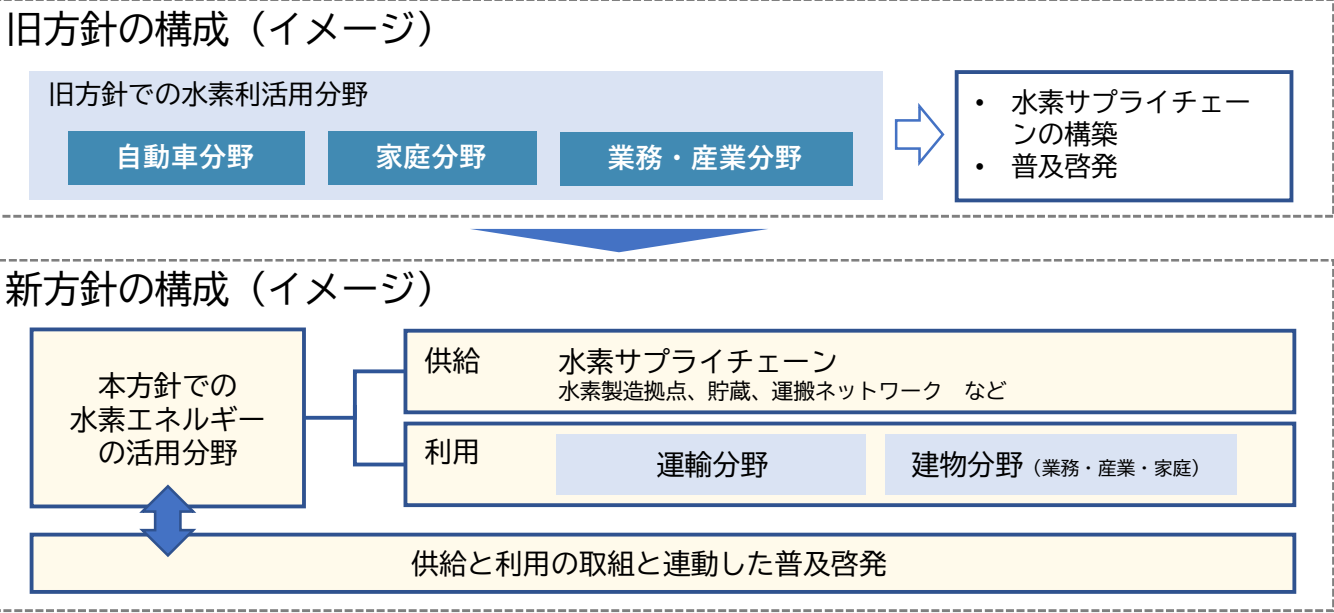 旧方針の構成（イメージ）
旧方針での水素利活用分野
自動車分野
家庭分野
業務・産業分野
• 水素サプライチェー
ンの構築
• 普及啓発
新方針の構成（イメージ）
本方針での
水素エネルギー
の活用分野
供給
水素サプライチェーン
水素製造拠点、貯蔵、運搬ネットワーク　など
利用
運輸分野
建物分野（業務・産業・家庭）
供給と利用の取組と連動した普及啓発